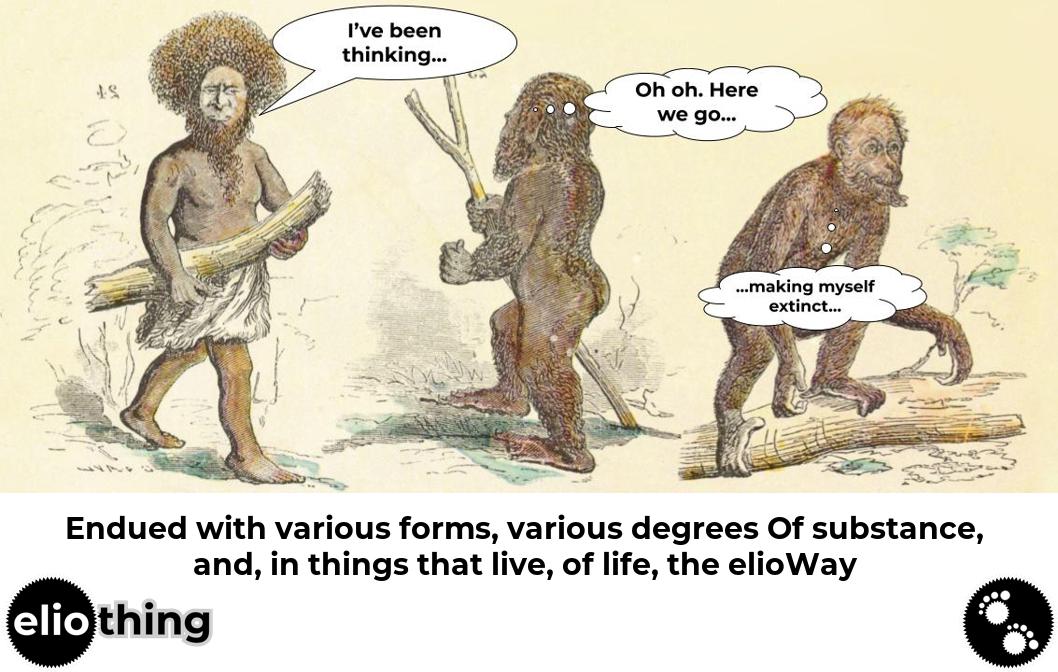 I've been
thinking...
Oh oh. Here
we go...
...making myself
extinct...
Endued with various forms, various degrees Of substance,
and, in things that live, of life, the elioWay
eliothing